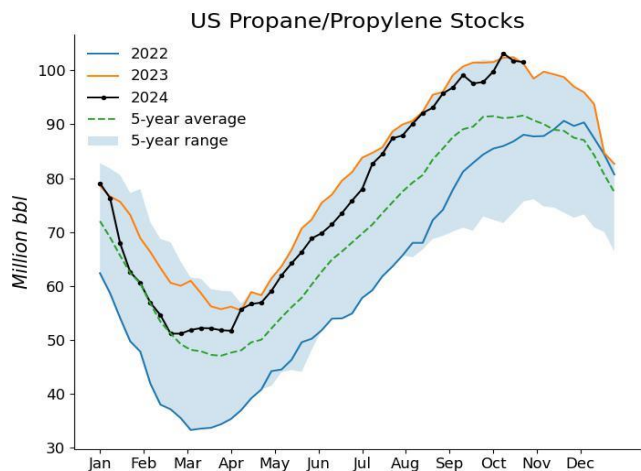 US Propane/Propylene Stocks
2022
2023
2024
5-year average
5-year range
Million bbl
100
90
80
70
60
50
40
30
Jan Feb Mar Apr May Jun Jul Aug Sep Oct Nov Dec